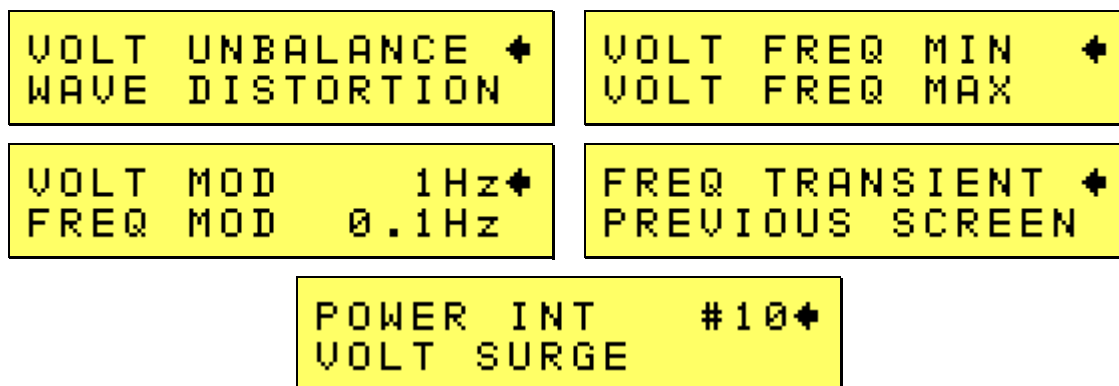 VOLT UNBALANCE
WAVE DISTORTION
VOLT FREQ MIN
VOLT FREQ MAX
VOLT MOD 1Hz
FREQ MOD 0.1Hz
FREQ TRANSIENT
PREVIOUS SCREEN
POWER INT #10
VOLT SURGE